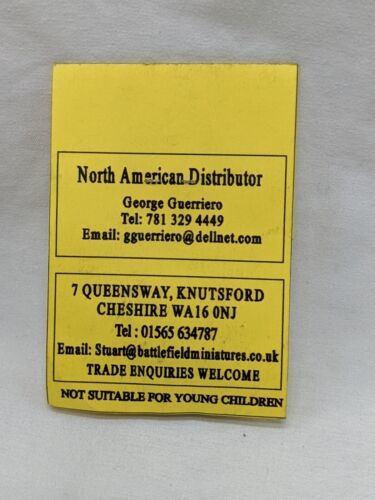 North American Distributor
George Guerriero
Tel: 781 329 4449
Email: gguerriero@dellnet.com
7 QUEENSWAY, KNUTSFORD
CHESHIRE WA16 0NJ
Tel : 01565 634787
Email: Stuart@battlefieldminiatures.co.uk
TRADE ENQUIRIES WELCOME
NOT SUITABLE FOR YOUNG CHILDREN